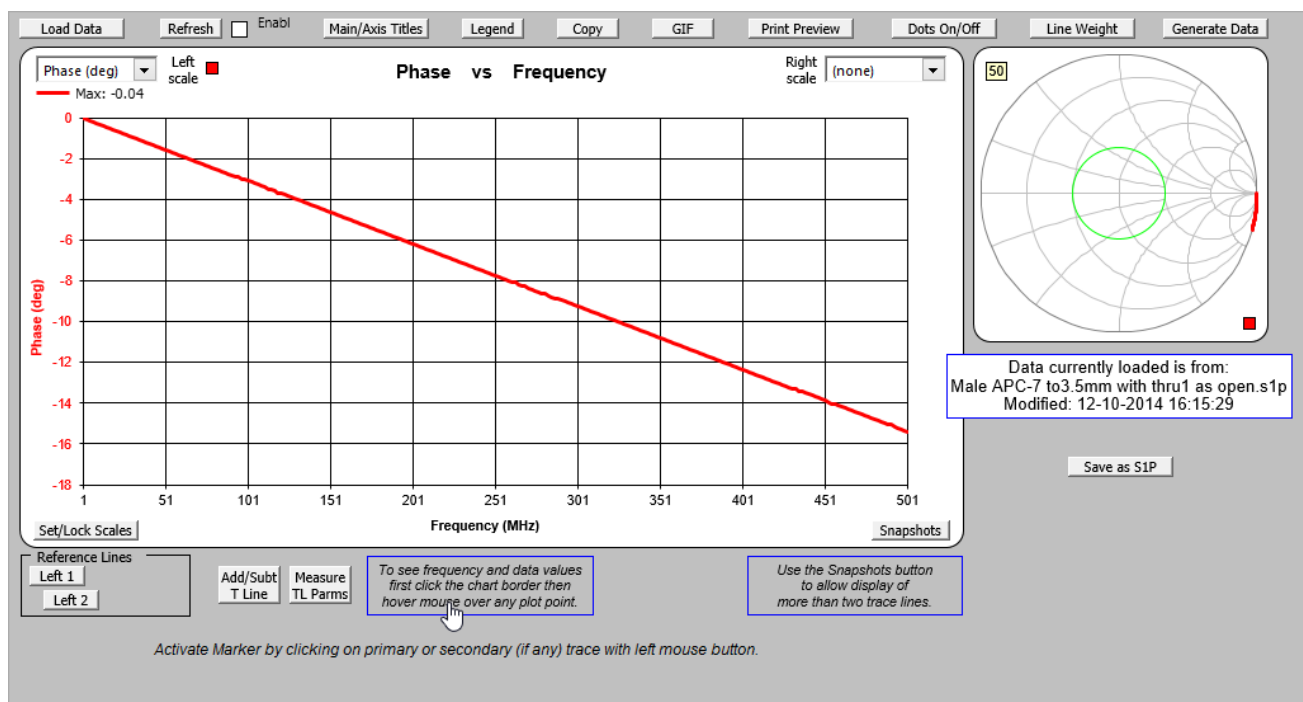 Load Data
Refresh
Enabl
Main/Axis Titles
Legend
Copy
GIF
Print Preview
Dots On/Off
Line Weight
Generate Data
Phase (deg)
Left
scale
Phase vs Frequency
Right
scale
(none)
Max: -0.04
50
0
-2
-4
-6
-8
-10
-12
-14
-16
-18
Phase (deg)
1
51
101
151
201
251
301
351
401
451
501
Frequency (MHz)
Set/Lock Scales
Snapshots
Data currently loaded is from:
Male APC-7 to3.5mm with thru1 as open.s1p
Modified: 12-10-2014 16:15:29
Save as S1P
Reference Lines
Left 1
Left 2
Add/Subt
T Line
Measure
TL Parms
To see frequency and data values
first click the chart border then
hover mouse over any plot point.
Use the Snapshots button
to allow display of
more than two trace lines.
Activate Marker by clicking on primary or secondary (if any) trace with left mouse button.